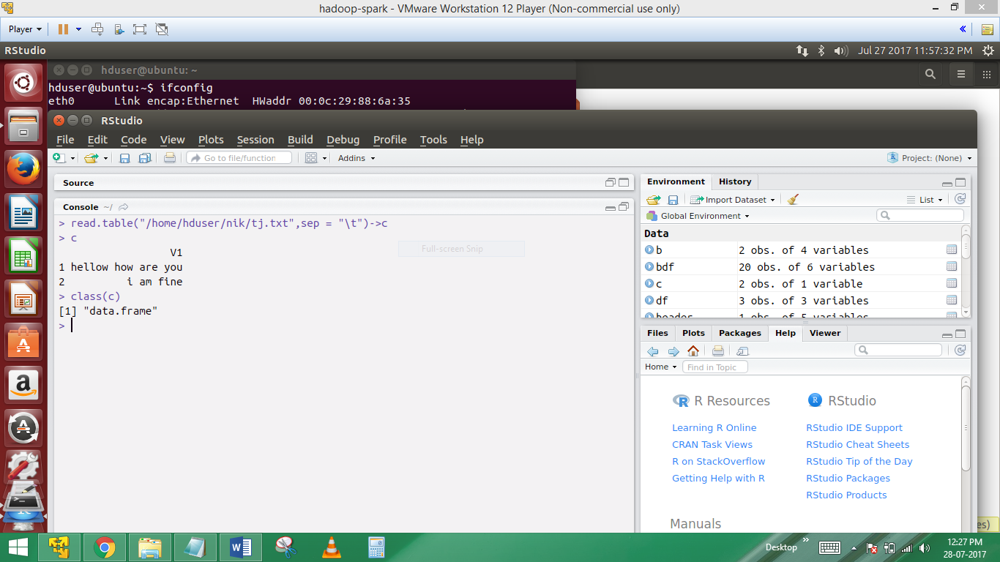 hadoop-spark - VMware Workstation 12 Player (Non-commercial use only)
Player
RStudio
Jul 27 2017 11:57:32 PM
hduser@ubuntu: ~
hduser@ubuntu:~$ ifconfig
eth0 Link encap:Ethernet HWaddr 00:0c:29:88:6a:35
RStudio
File Edit Code View Plots Session Build Debug Profile Tools Help
Go to file/function
Addins
Project: (None)
Source
Console ~/
> read.table("/home/hduser/nik/tj.txt",sep = "\t")->c
> c
V1
1 hellow how are you
2 i am fine
> class(c)
[1] "data.frame"
>
Full-screen Snip
Environment History
Import Dataset
List
Global Environment
Data
b 2 obs. of 4 variables
bdf 20 obs. of 6 variables
c 2 obs. of 1 variable
df 3 obs. of 3 variables
header 1 obs. of 5 variables
Files Plots Packages Help Viewer
Home
Find in Topic
R Resources
Learning R Online
CRAN Task Views
R on StackOverflow
Getting Help with R
RStudio
RStudio IDE Support
RStudio Cheat Sheets
RStudio Tip of the Day
RStudio Packages
RStudio Products
Manuals
es)
Desktop
12:27 PM
28-07-2017